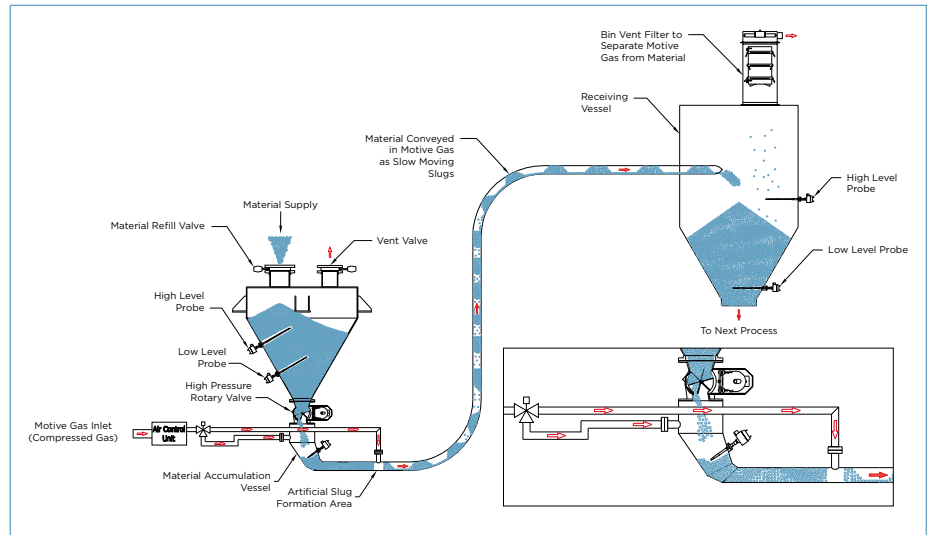 Bin Vent Filter to
Separate Motive
Gas from Material
Receiving
Vessel
Material Conveyed
in Motive Gas
as Slow Moving
Slugs
High Level
Probe
Material Supply
Material Refill Valve
Vent Valve
Low Level Probe
High Level
Probe
To Next Process
Low Level
Probe
High Pressure
Rotary Valve
Motive Gas Inlet
(Compressed Gas)
Air Control
Unit
Material Accumulation
Vessel
Artificial Slug
Formation Area